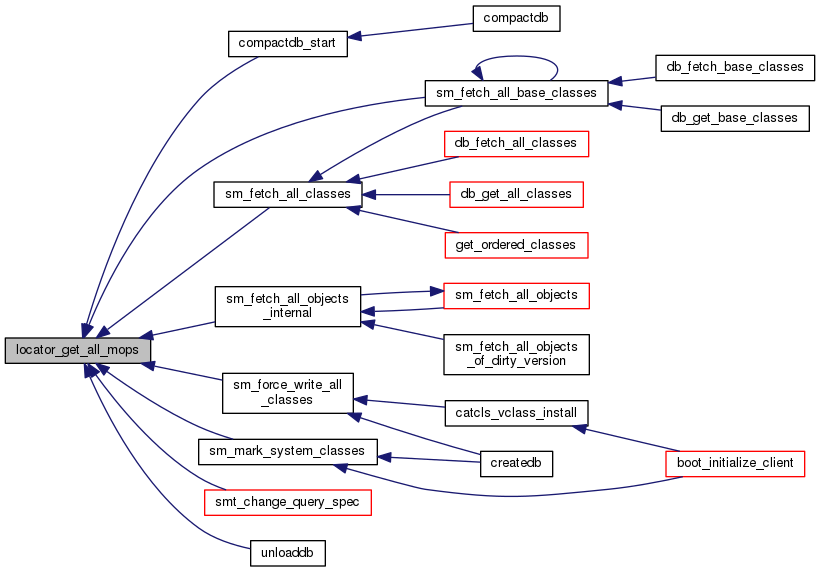 compactdb
compactdb_start
db_fetch_base_classes
sm_fetch_all_base_classes
db_get_base_classes
db_fetch_all_classes
sm_fetch_all_classes
db_get_all_classes
get_ordered_classes
sm_fetch_all_objects
_internal
sm_fetch_all_objects
sm_fetch_all_objects
_of_dirty_version
locator_get_all_mops
sm_force_write_all
_classes
catcls_vclass_install
sm_mark_system_classes
createdb
boot_initialize_client
smt_change_query_spec
unloaddb